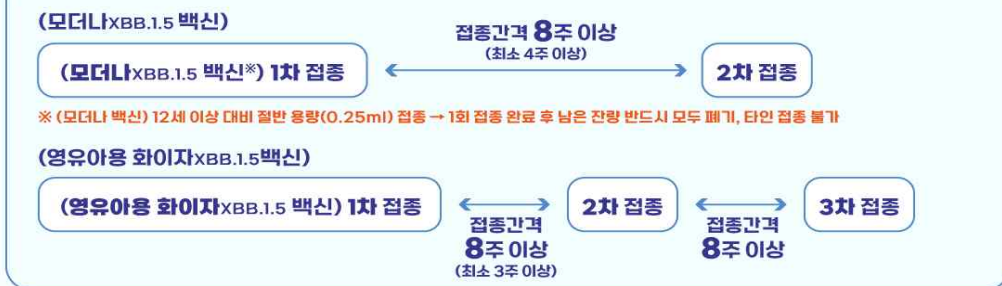 (모더나XBB.1.5 백신)
(모더나XBB.1.5 백신※) 1차 접종
접종간격 8주 이상
(최소 4주 이상)
2차 접종
※ (모더나 백신) 12세 이상 대비 절반 용량(0.25ml) 접종 → 1회 접종 완료 후 남은 잔량 반드시 모두 폐기, 타인 접종 불가
(영유아용 화이자XBB.1.5백신)
(영유아용 화이자XBB.1.5 백신) 1차 접종
접종간격
8주 이상
(최소 3주 이상)
2차 접종
접종간격
8주 이상
3차 접종